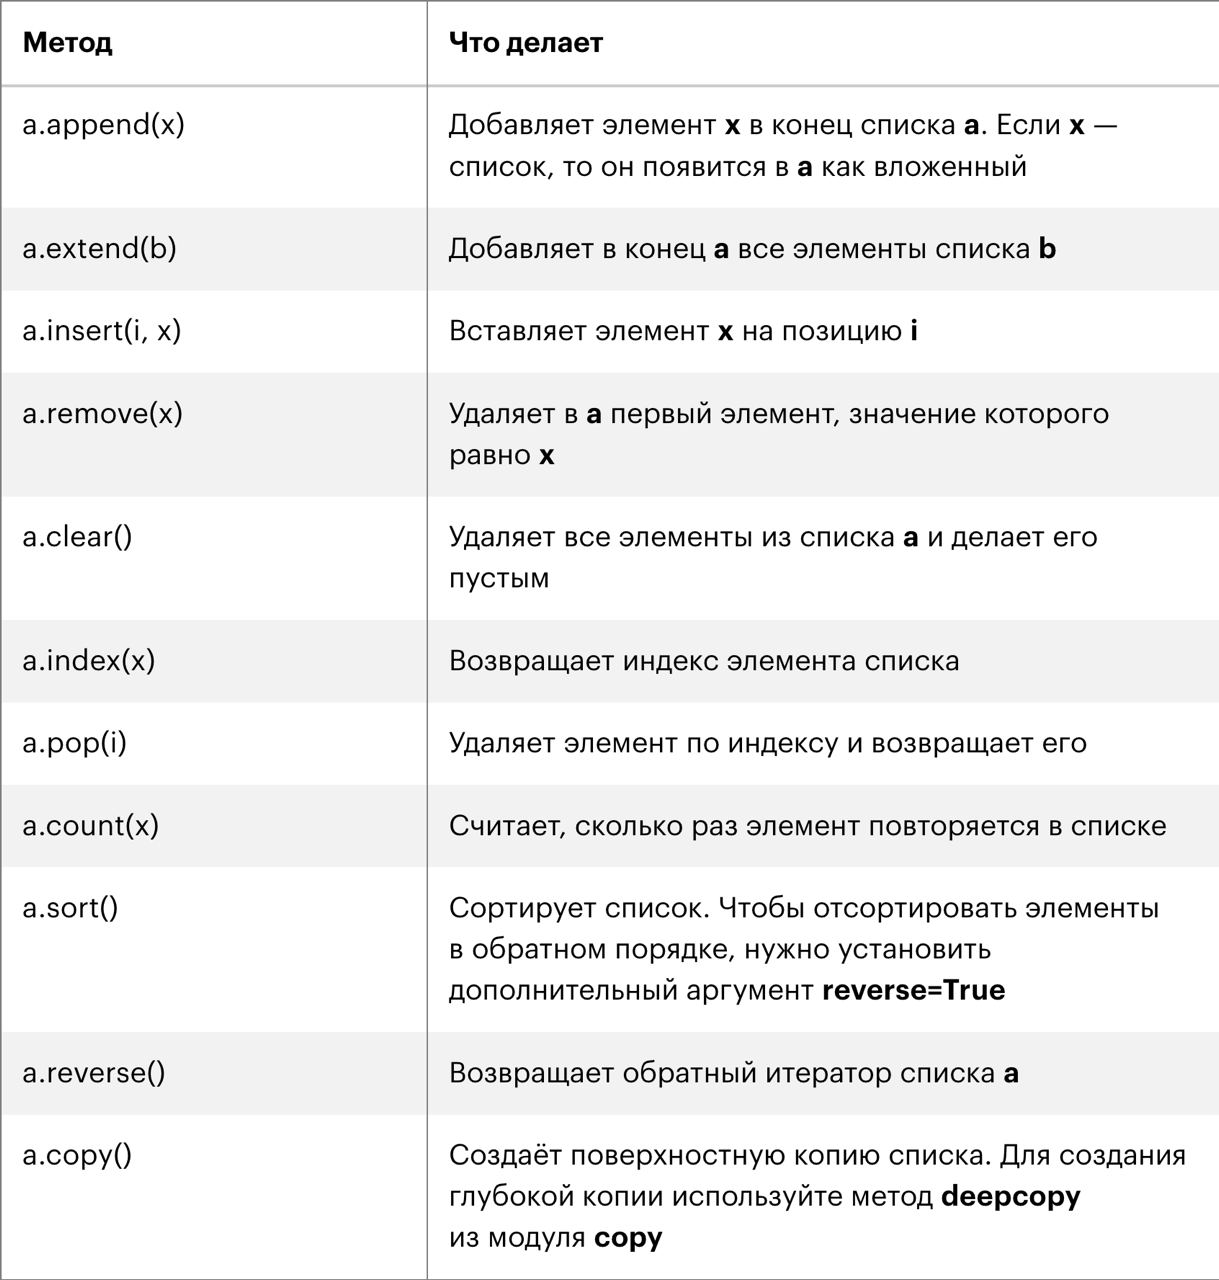 Метод
Что делает
a.append(x)
Добавляет элемент x в конец списка a. Если x —
список, то он появится в a как вложенный
a.extend(b)
Добавляет в конец a все элементы списка b
a.insert(i, x)
Вставляет элемент x на позицию i
a.remove(x)
Удаляет в a первый элемент, значение которого
равно x
a.clear()
Удаляет все элементы из списка a и делает его
пустым
a.index(x)
Возвращает индекс элемента списка
a.pop(i)
Удаляет элемент по индексу и возвращает его
a.count(x)
Считает, сколько раз элемент повторяется в списке
a.sort()
Сортирует список. Чтобы отсортировать элементы
в обратном порядке, нужно установить
дополнительный аргумент reverse=True
a.reverse()
Возвращает обратный итератор списка a
a.copy()
Создаёт поверхностную копию списка. Для создания
глубокой копии используйте метод deepcopy
из модуля copy